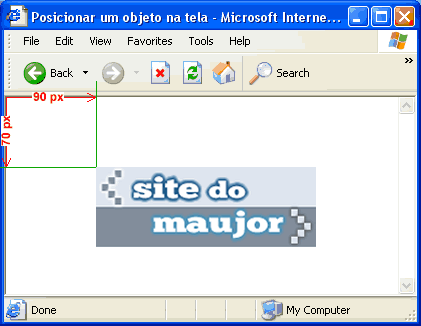 Posicionar um objeto na tela - Microsoft Interne...
File Edit View Favorites Tools Help
Back Search
90 px
70 px
site do
maujor
Done My Computer